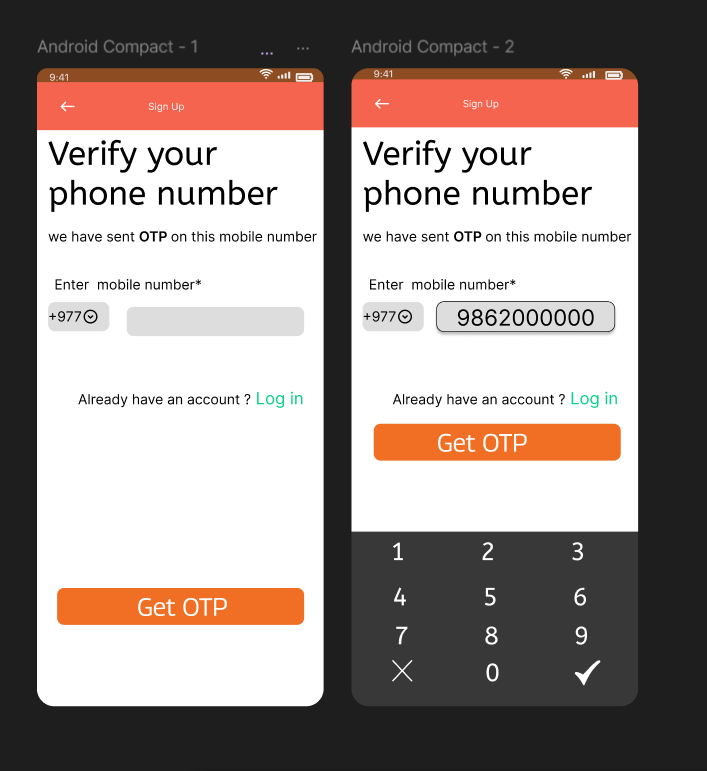 Android Compact - 1
9:41
Sign Up
Verify your
phone number
we have sent OTP on this mobile number
Enter  mobile number*
+977
Already have an account ? Log in
Get OTP
Android Compact - 2
9:41
Sign Up
Verify your
phone number
we have sent OTP on this mobile number
Enter  mobile number*
+977 9862000000
Already have an account ? Log in
Get OTP
1 2 3
4 5 6
7 8 9
0